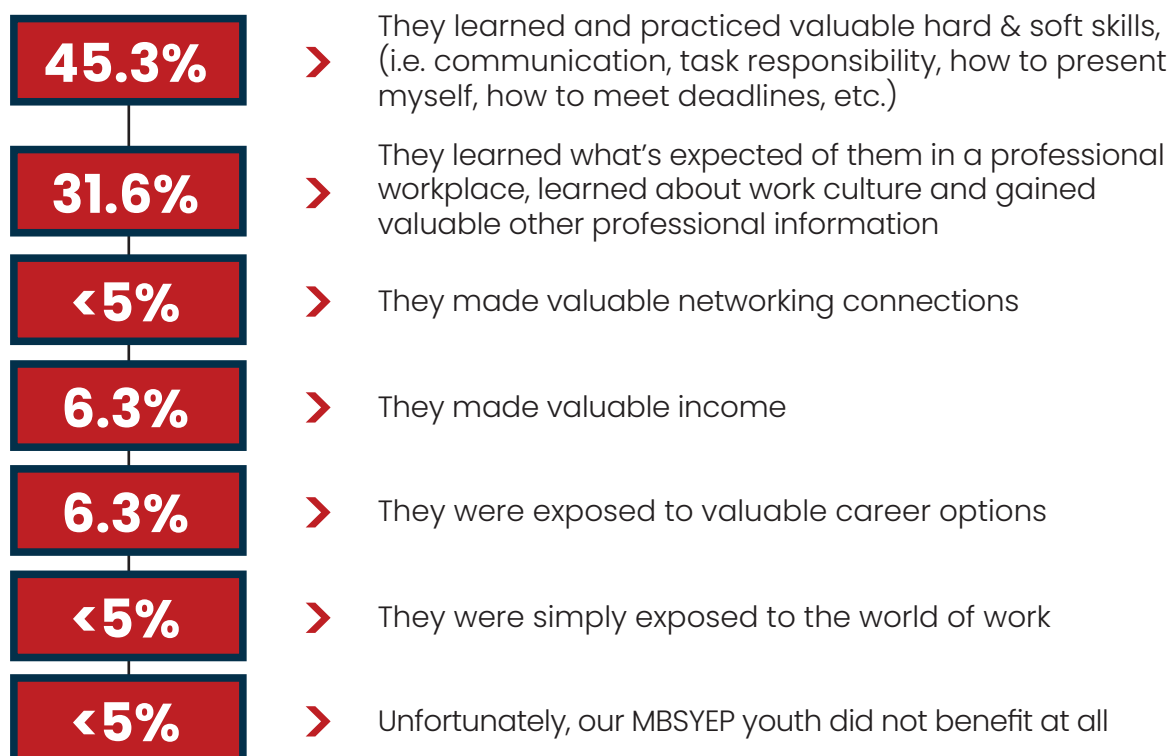 45.3%
They learned and practiced valuable hard & soft skills,
(i.e. communication, task responsibility, how to present
myself, how to meet deadlines, etc.)
31.6%
They learned what's expected of them in a professional
workplace, learned about work culture and gained
valuable other professional information
<5%
They made valuable networking connections
6.3%
They made valuable income
6.3%
They were exposed to valuable career options
<5%
They were simply exposed to the world of work
<5%
Unfortunately, our MBSYEP youth did not benefit at all